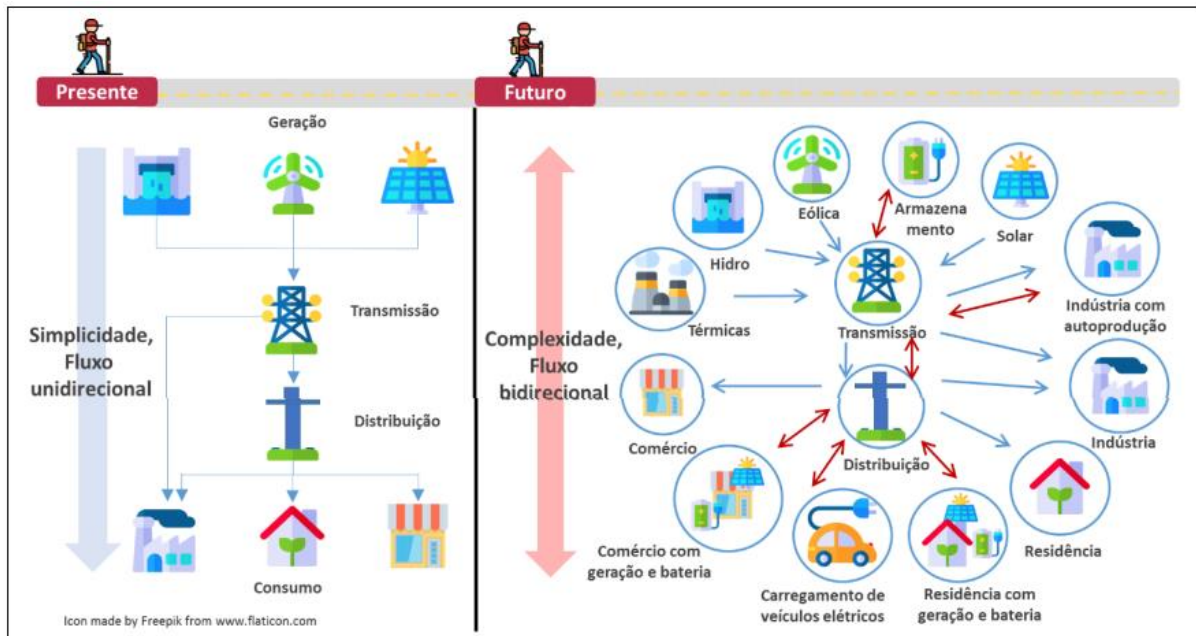 Presente
Futuro
Geração
Transmissão
Simplicidade,
Fluxo
unidirecional
Distribuição
Consumo
Icon made by Freepik from www.flaticon.com
Complexidade,
Fluxo
bidirecional
Eólica
Armazena
mento
Solar
Hidro
Indústria com
autoprodução
Térmicas
Transmissão
Comércio
Indústria
Distribuição
Residência
Comércio com
geração e bateria
Carregamento de
veículos elétricos
Residência com
geração e bateria